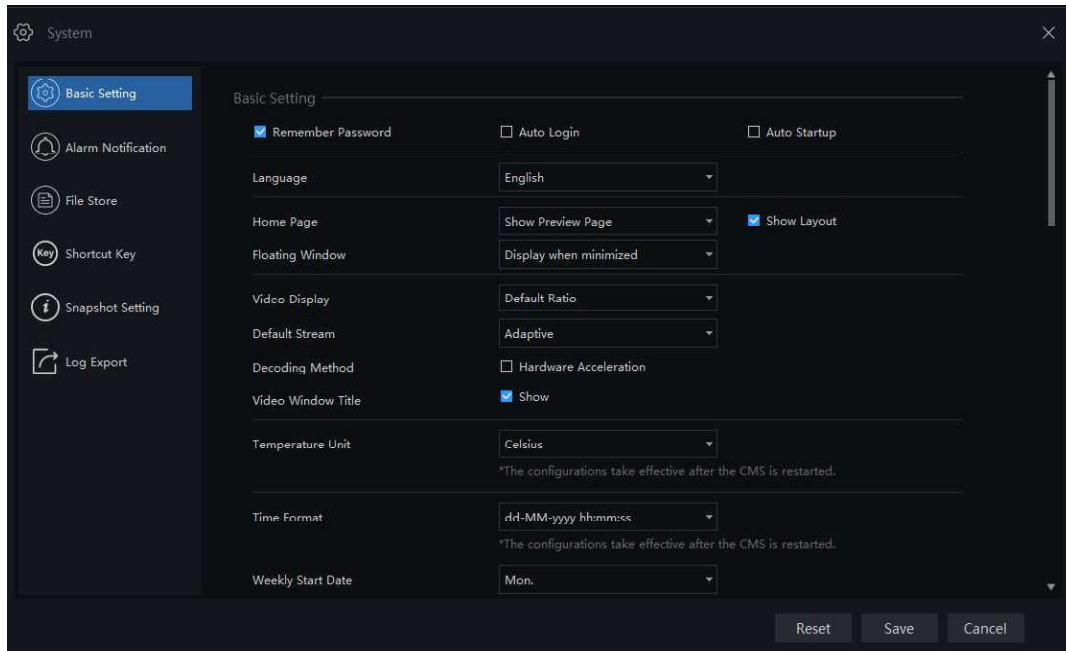 System
Basic Setting
Alarm Notification
File Store
Key Shortcut Key
Snapshot Setting
Log Export
Basic Setting
Remember Password Auto Login Auto Startup
Language English
Home Page Show Preview Page Show Layout
Floating Window Display when minimized
Video Display Default Ratio
Default Stream Adaptive
Decoding Method Hardware Acceleration
Video Window Title Show
Temperature Unit Celsius
*The configurations take effective after the CMS is restarted.
Time Format dd-MM-yyyy hh:mm:ss
*The configurations take effective after the CMS is restarted.
Weekly Start Date Mon.
Reset Save Cancel